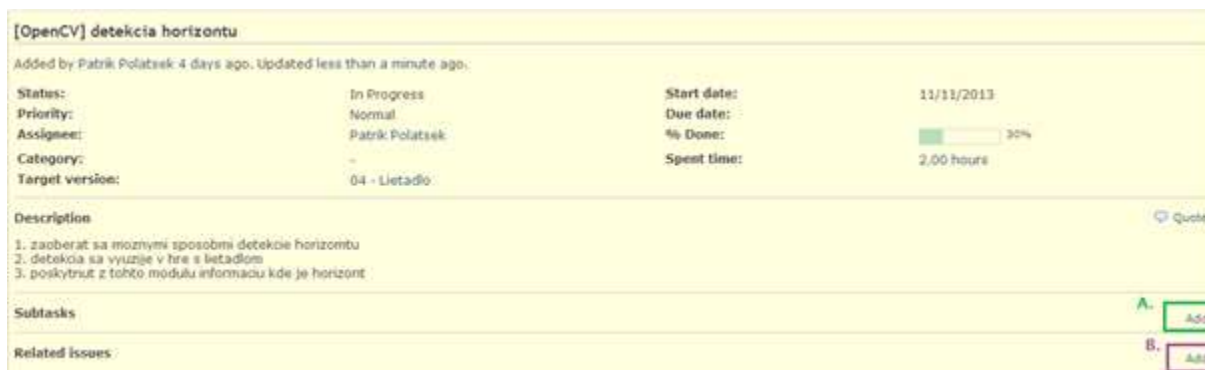 [OpenCV] detekcia horizontu
Added by Patrik Polatsek 4 days ago. Updated less than a minute ago.
Status: In Progress Start date: 11/11/2013
Priority: Normal Due date:
Assignee: Patrik Polatsek % Done: 30%
Category: - Spent time: 2.00 hours
Target version: 04 - Lietadlo
Description Quote
1. zaoberat sa moznymi sposobmi detekcie horizontu
2. detekcia sa vyuzije v hre s lietadlom
3. poskytnut z tohto modulu informaciu kde je horizont
Subtasks A. Add
Related issues B. Add